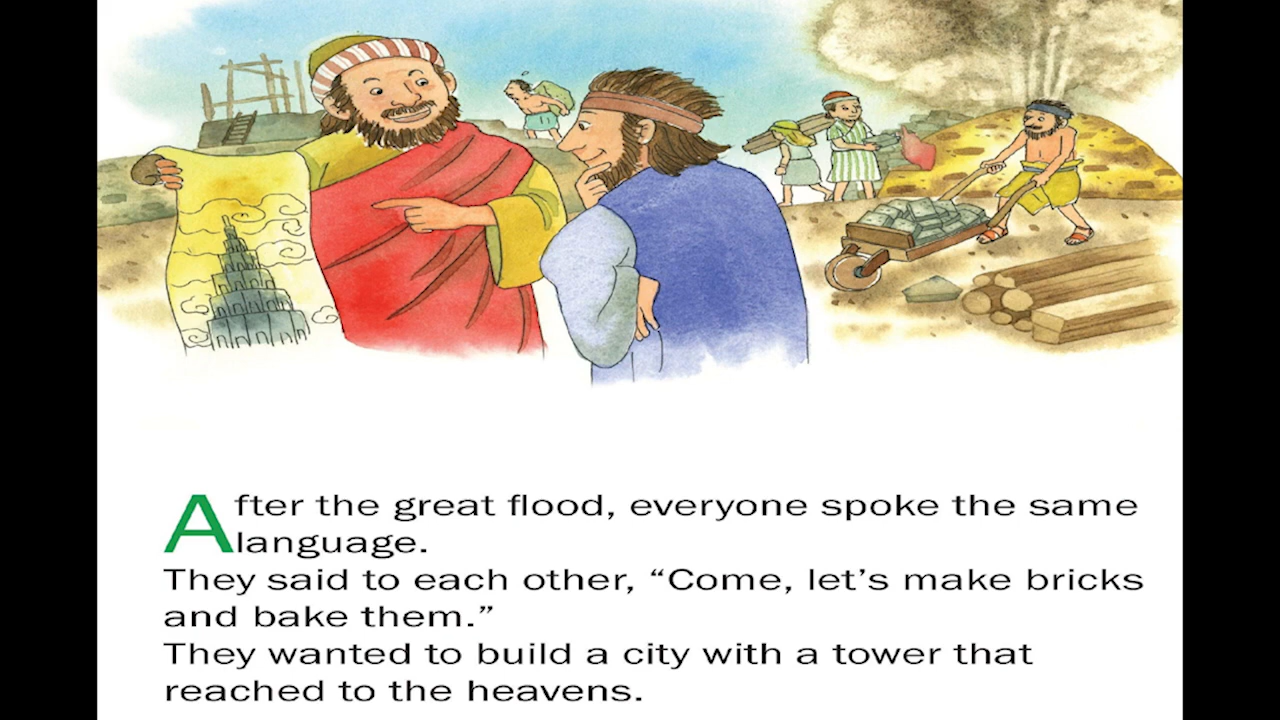 After the great flood, everyone spoke the same
language.
They said to each other, “Come, let’s make bricks
and bake them.”
They wanted to build a city with a tower that
reached to the heavens.